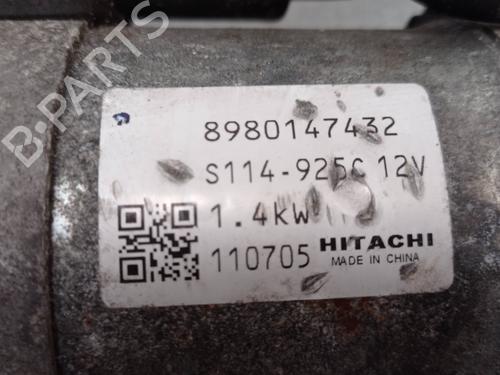 8980147432
S114-925C 12V
1.4kW
110705 HITACHI
MADE IN CHINA
B-PARTS